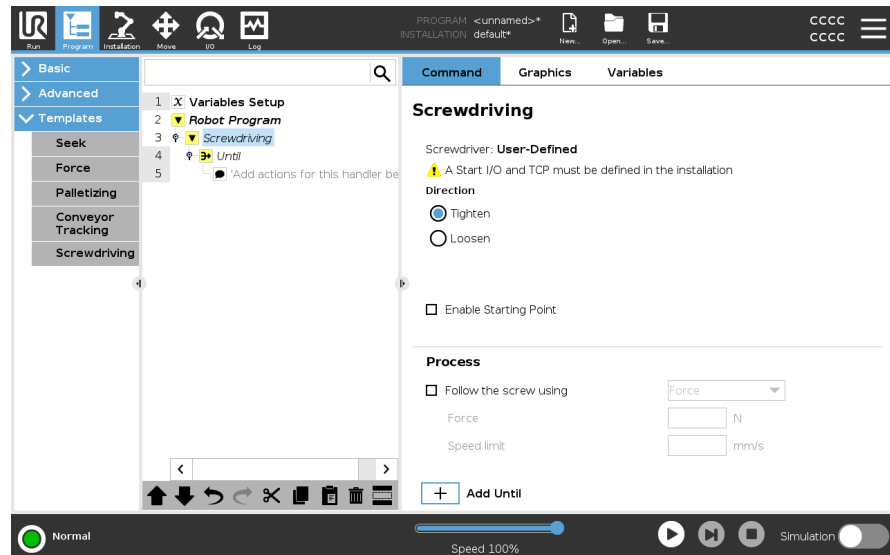 PROGRAM <unnamed>*
INSTALLATION default*
CCCC
CCCC
UR
Run
Program
Installation
Move
I/O
Log
New...
Open...
Save...
Basic
Advanced
Templates
Seek
Force
Palletizing
Conveyor
Tracking
Screwdriving
1 X Variables Setup
2 Robot Program
3 Screwdriving
4 Until
5 'Add actions for this handler be
Command Graphics Variables
Screwdriving
Screwdriver: User-Defined
A Start I/O and TCP must be defined in the installation
Direction
Tighten
Loosen
Enable Starting Point
Process
Follow the screw using Force
Force N
Speed limit mm/s
+ Add Until
Normal
Speed 100%
Simulation